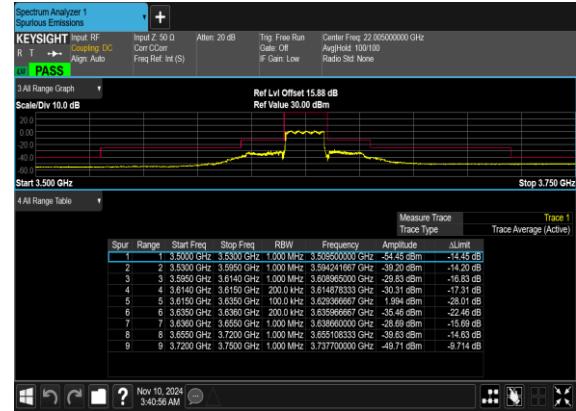 Spectrum Analyzer 1
Spurious Emissions
KEYSIGHT Input: RF Input Z: 50 Ω Atten: 20 dB Trig: Free Run Center Freq: 22.005000000 GHz
R T Coupling: DC Corr CCorr Gate: Off Avg|Hold: 100/100
Align: Auto Freq Ref: Int (S) IF Gain: Low Radio Std: None
PASS
3 All Range Graph
Ref Lvl Offset 15.88 dB
Scale/Div 10.0 dB Ref Value 30.00 dBm
20.0
0.00
-20.0
-40.0
-60.0
Start 3.500 GHz Stop 3.750 GHz
4 All Range Table
Measure Trace Trace 1
Trace Type Trace Average (Active)
Spur Range Start Freq Stop Freq RBW Frequency Amplitude ΔLimit
1 1 3.5000 GHz 3.5300 GHz 1.000 MHz 3.509500000 GHz -54.45 dBm -14.45 dB
2 2 3.5300 GHz 3.5950 GHz 1.000 MHz 3.594241667 GHz -39.20 dBm -14.20 dB
3 3 3.5950 GHz 3.6140 GHz 1.000 MHz 3.608965000 GHz -29.83 dBm -16.83 dB
4 4 3.6140 GHz 3.6150 GHz 200.0 kHz 3.614878333 GHz -30.31 dBm -17.31 dB
5 5 3.6150 GHz 3.6350 GHz 100.0 kHz 3.629366667 GHz 1.994 dBm -28.01 dB
6 6 3.6350 GHz 3.6360 GHz 200.0 kHz 3.635966667 GHz -35.46 dBm -22.46 dB
7 7 3.6360 GHz 3.6550 GHz 1.000 MHz 3.638660000 GHz -28.69 dBm -15.69 dB
8 8 3.6550 GHz 3.7200 GHz 1.000 MHz 3.655108333 GHz -39.63 dBm -14.63 dB
9 9 3.7200 GHz 3.7500 GHz 1.000 MHz 3.737700000 GHz -49.71 dBm -9.714 dB
Nov 10, 2024
3:40:56 AM